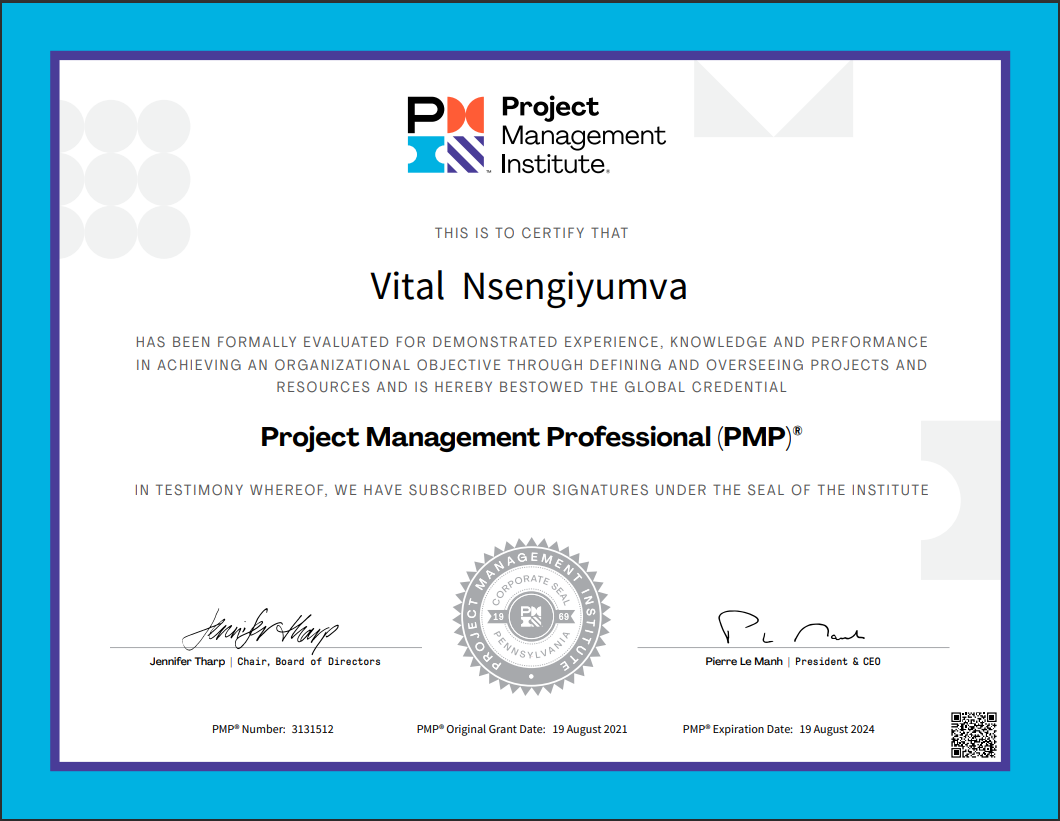 Project
Management
Institute®
THIS IS TO CERTIFY THAT
Vital Nsengiyumva
HAS BEEN FORMALLY EVALUATED FOR DEMONSTRATED EXPERIENCE, KNOWLEDGE AND PERFORMANCE
IN ACHIEVING AN ORGANIZATIONAL OBJECTIVE THROUGH DEFINING AND OVERSEEING PROJECTS AND
RESOURCES AND IS HEREBY BESTOWED THE GLOBAL CREDENTIAL
Project Management Professional (PMP)®
IN TESTIMONY WHEREOF, WE HAVE SUBSCRIBED OUR SIGNATURES UNDER THE SEAL OF THE INSTITUTE
PROJECT MANAGEMENT INSTITUTE
CORPORATE SEAL
19 69
PENNSYLVANIA
Jennifer Tharp
Jennifer Tharp | Chair, Board of Directors
Pierre Le Manh | President & CEO
PMP® Number: 3131512
PMP® Original Grant Date: 19 August 2021
PMP® Expiration Date: 19 August 2024